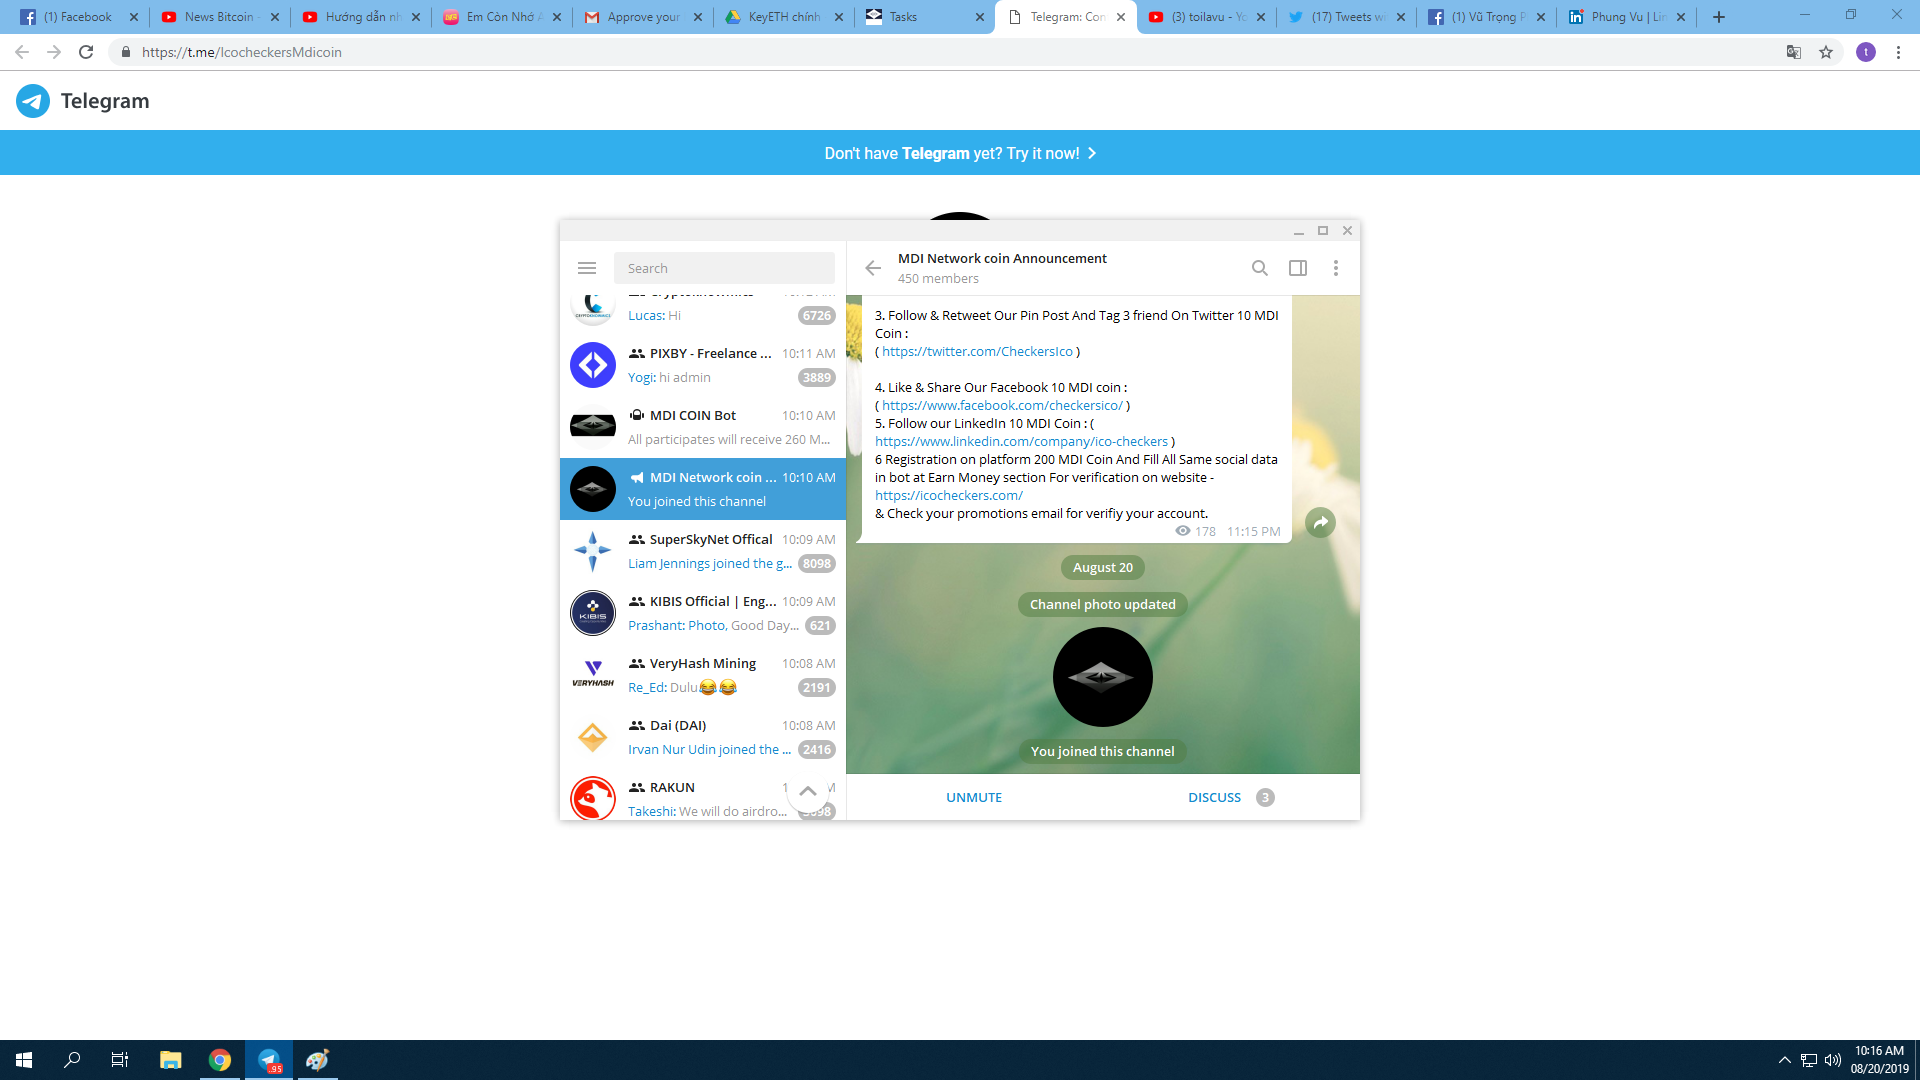 (1) Facebook
News Bitcoin -
Hướng dẫn nh
Em Còn Nhớ A
Approve your
KeyETH chính
Tasks
Telegram: Con
(3) toilavu - Yo
(17) Tweets wi
(1) Vũ Trọng P
Phung Vu | Lin
https://t.me/IcocheckersMdicoin
t
Telegram
Don't have Telegram yet? Try it now!
Search
Lucas: Hi
6726
PIXBY - Freelance ...
10:11 AM
Yogi: hi admin
3889
MDI COIN Bot
10:10 AM
All participates will receive 260 M...
MDI Network coin ...
10:10 AM
You joined this channel
SuperSkyNet Offical
10:09 AM
Liam Jennings joined the g...
8098
KIBIS
KIBIS Official | Eng...
10:09 AM
Prashant: Photo, Good Day...
621
VERYHASH
VeryHash Mining
10:08 AM
Re_Ed: Dulu😂😂
2191
Dai (DAI)
10:08 AM
Irvan Nur Udin joined the ...
2416
RAKUN
Takeshi: We will do airdro...
MDI Network coin Announcement
450 members
3. Follow & Retweet Our Pin Post And Tag 3 friend On Twitter 10 MDI
Coin :
( https://twitter.com/CheckersIco )
4. Like & Share Our Facebook 10 MDI coin :
( https://www.facebook.com/checkersico/ )
5. Follow our LinkedIn 10 MDI Coin : (
https://www.linkedin.com/company/ico-checkers )
6 Registration on platform 200 MDI Coin And Fill All Same social data
in bot at Earn Money section For verification on website -
https://icocheckers.com/
& Check your promotions email for verifiy your account.
178 11:15 PM
August 20
Channel photo updated
You joined this channel
UNMUTE
DISCUSS 3
.95
10:16 AM
08/20/2019